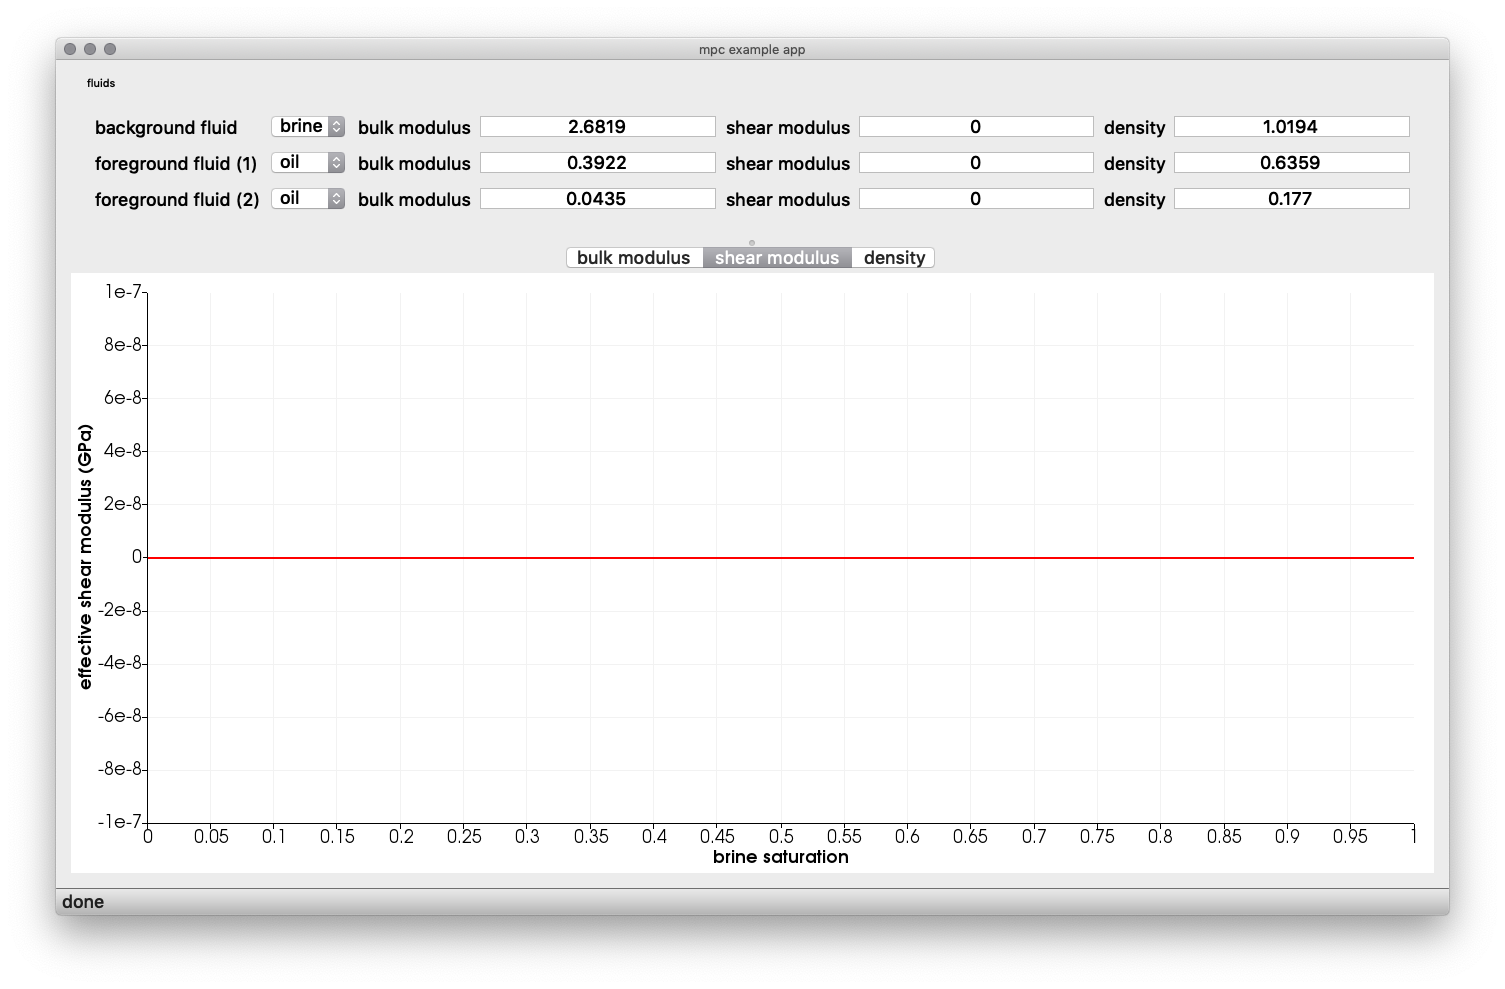 mpc example app
fluids
background fluid brine bulk modulus 2.6819 shear modulus 0 density 1.0194
foreground fluid (1) oil bulk modulus 0.3922 shear modulus 0 density 0.6359
foreground fluid (2) oil bulk modulus 0.0435 shear modulus 0 density 0.177
bulk modulus shear modulus density
1e-7
8e-8
6e-8
4e-8
2e-8
0
-2e-8
-4e-8
-6e-8
-8e-8
-1e-7
effective shear modulus (GPa)
0 0.05 0.1 0.15 0.2 0.25 0.3 0.35 0.4 0.45 0.5 0.55 0.6 0.65 0.7 0.75 0.8 0.85 0.9 0.95 1
brine saturation
done